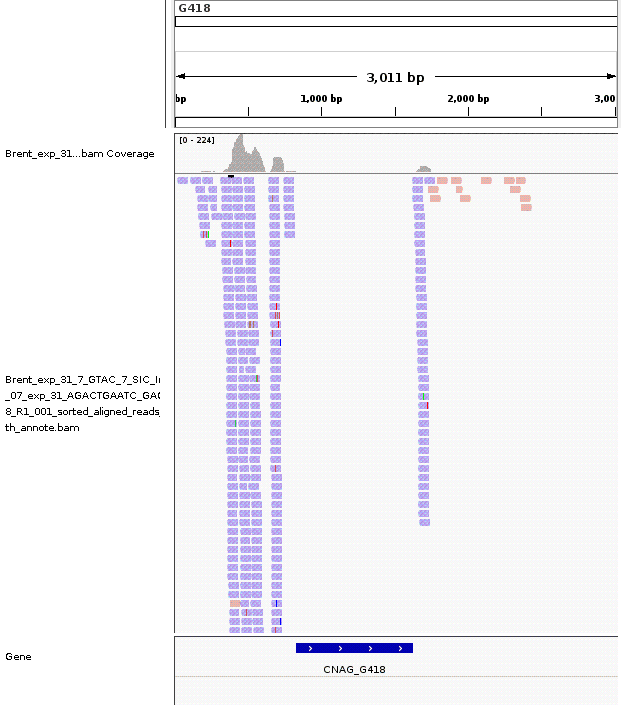 G418
3,011 bp
bp 1,000 bp 2,000 bp 3,00
[0 - 224]
Brent_exp_31...bam Coverage
Brent_exp_31_7_GTAC_7_SIC_I
_07_exp_31_AGACTGAATC_GA
8_R1_001_sorted_aligned_reads_
th_annote.bam
Gene
CNAG_G418